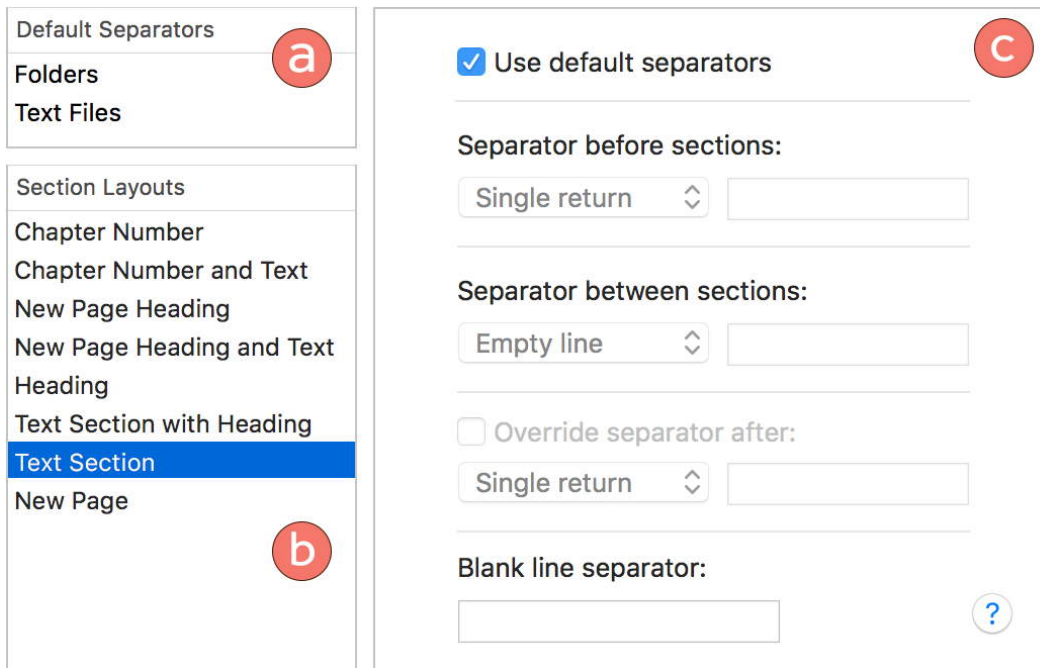 Default Separators
a
Folders
Text Files
Section Layouts
Chapter Number
Chapter Number and Text
New Page Heading
New Page Heading and Text
Heading
Text Section with Heading
Text Section
New Page
b
c
Use default separators
Separator before sections:
Single return
Separator between sections:
Empty line
Override separator after:
Single return
Blank line separator:
?